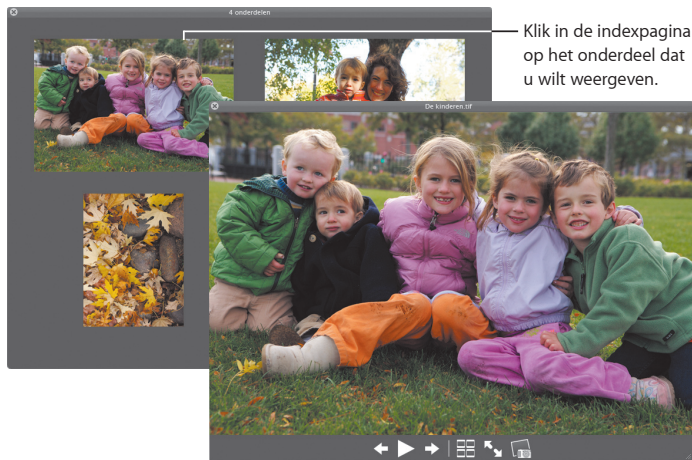 4 onderdelen
Klik in de indexpagina
op het onderdeel dat
u wilt weergeven.
De kinderen.tif